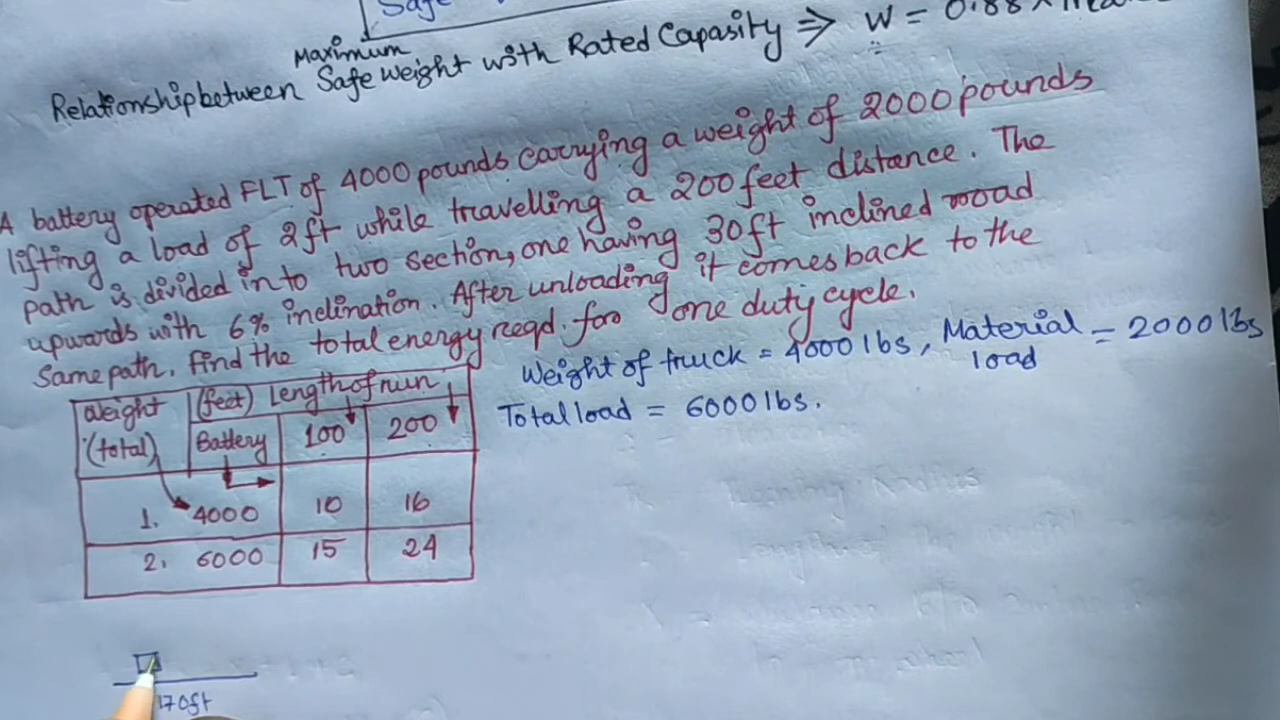 Safe
Maximum
Relationship between Safe weight with Rated Capasity ⇒ W = 0.88 x
A battery operated FLT of 4000 pounds carrying a weight of 2000 pounds
lifting a load of 2ft while travelling a 200 feet distance. The
path is divided into two section, one having 30ft inclined road
upwards with 6% inclination. After unloading it comes back to the
Same path. Find the total energy reqd. for one duty cycle.
Weight of truck = 4000 lbs, Material load = 2000 lbs
Total load = 6000 lbs.
Weight (total) (feet) Length of run
Battery 100 200
1. 4000 10 16
2. 6000 15 24
170ft